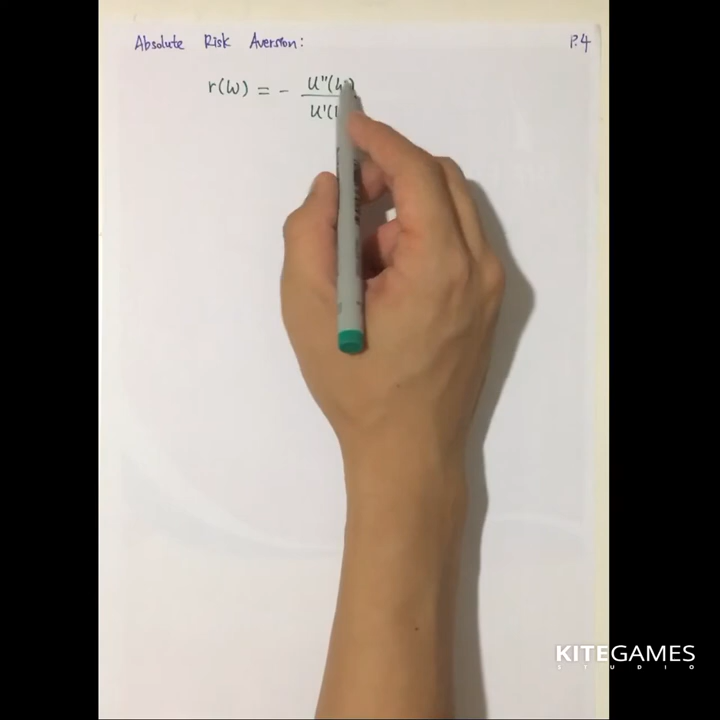 Absolute Risk Aversion: P.4
r(W) = - U''(W)
U'(
KITEGAMES
STUDIO